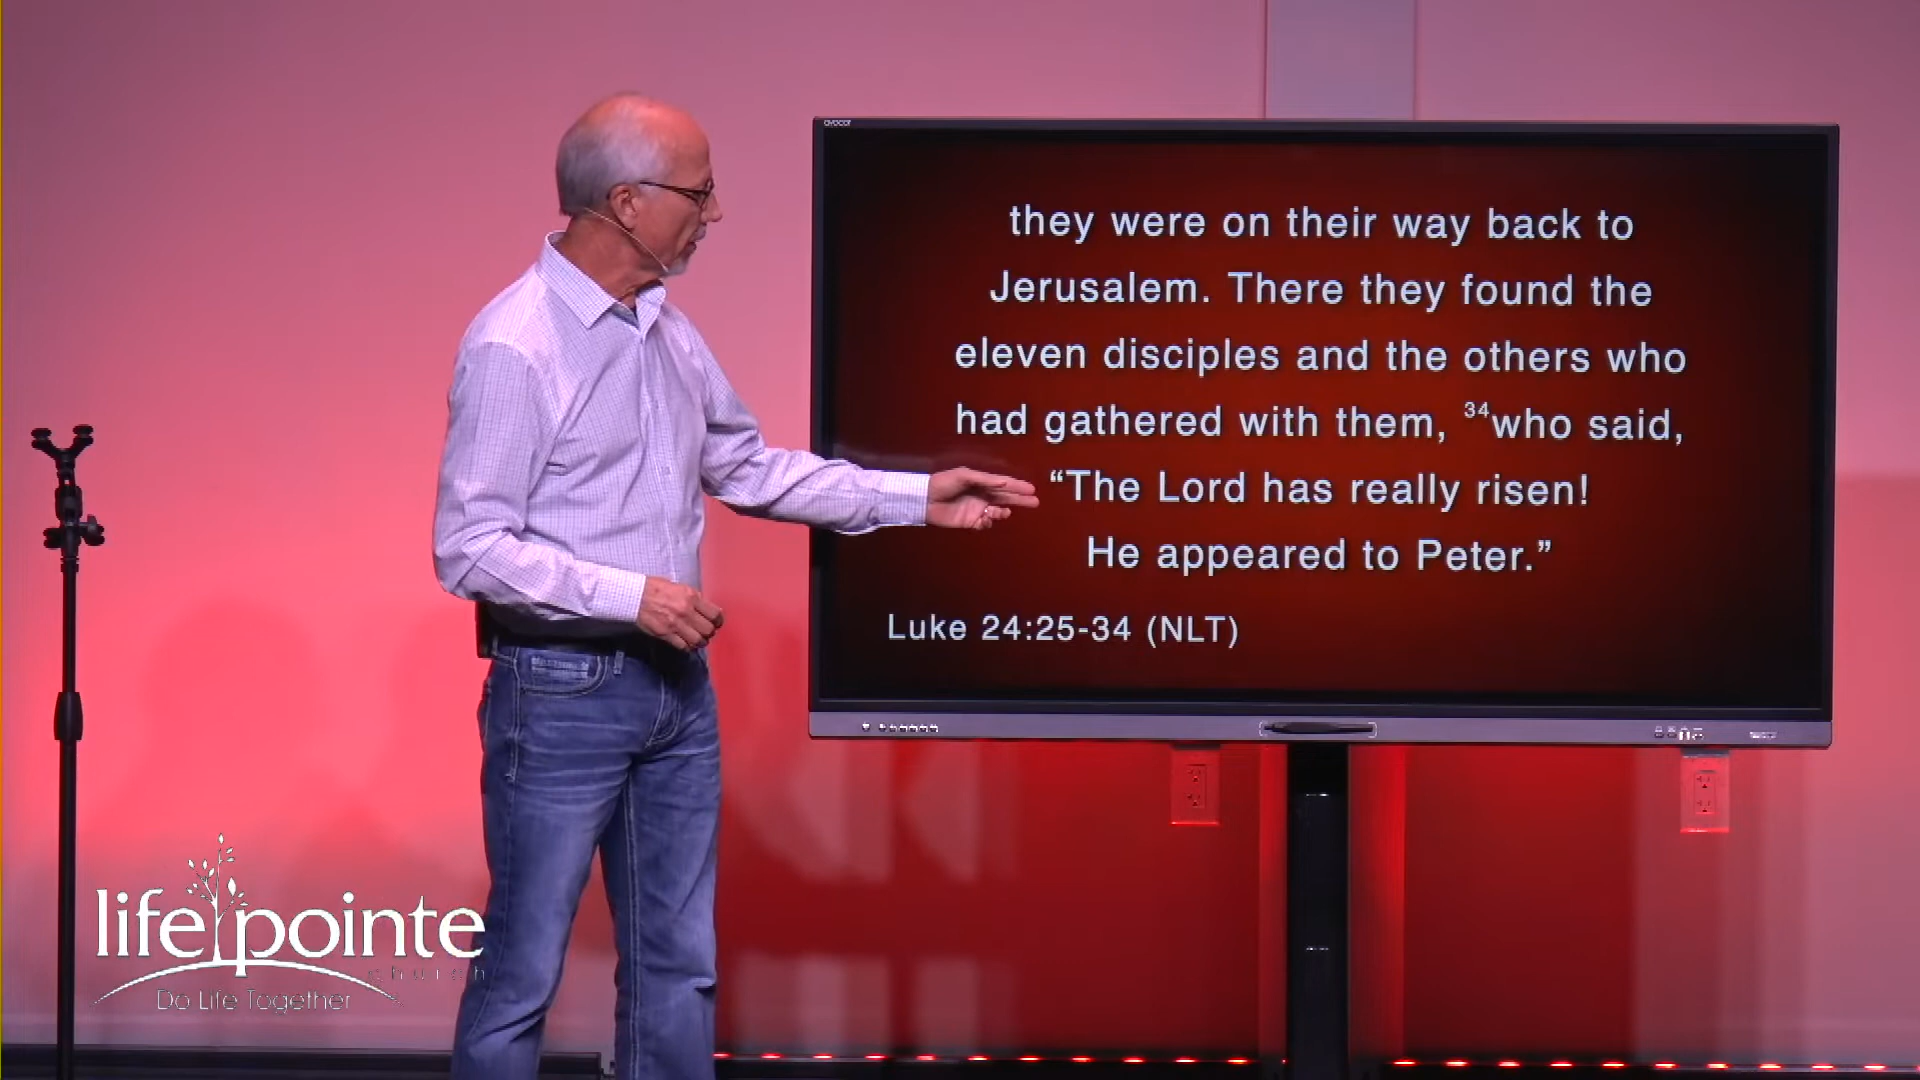 avocor
they were on their way back to
Jerusalem. There they found the
eleven disciples and the others who
had gathered with them, ³⁴who said,
“The Lord has really risen!
He appeared to Peter.”
Luke 24:25-34 (NLT)
life pointe
church
Do Life Together